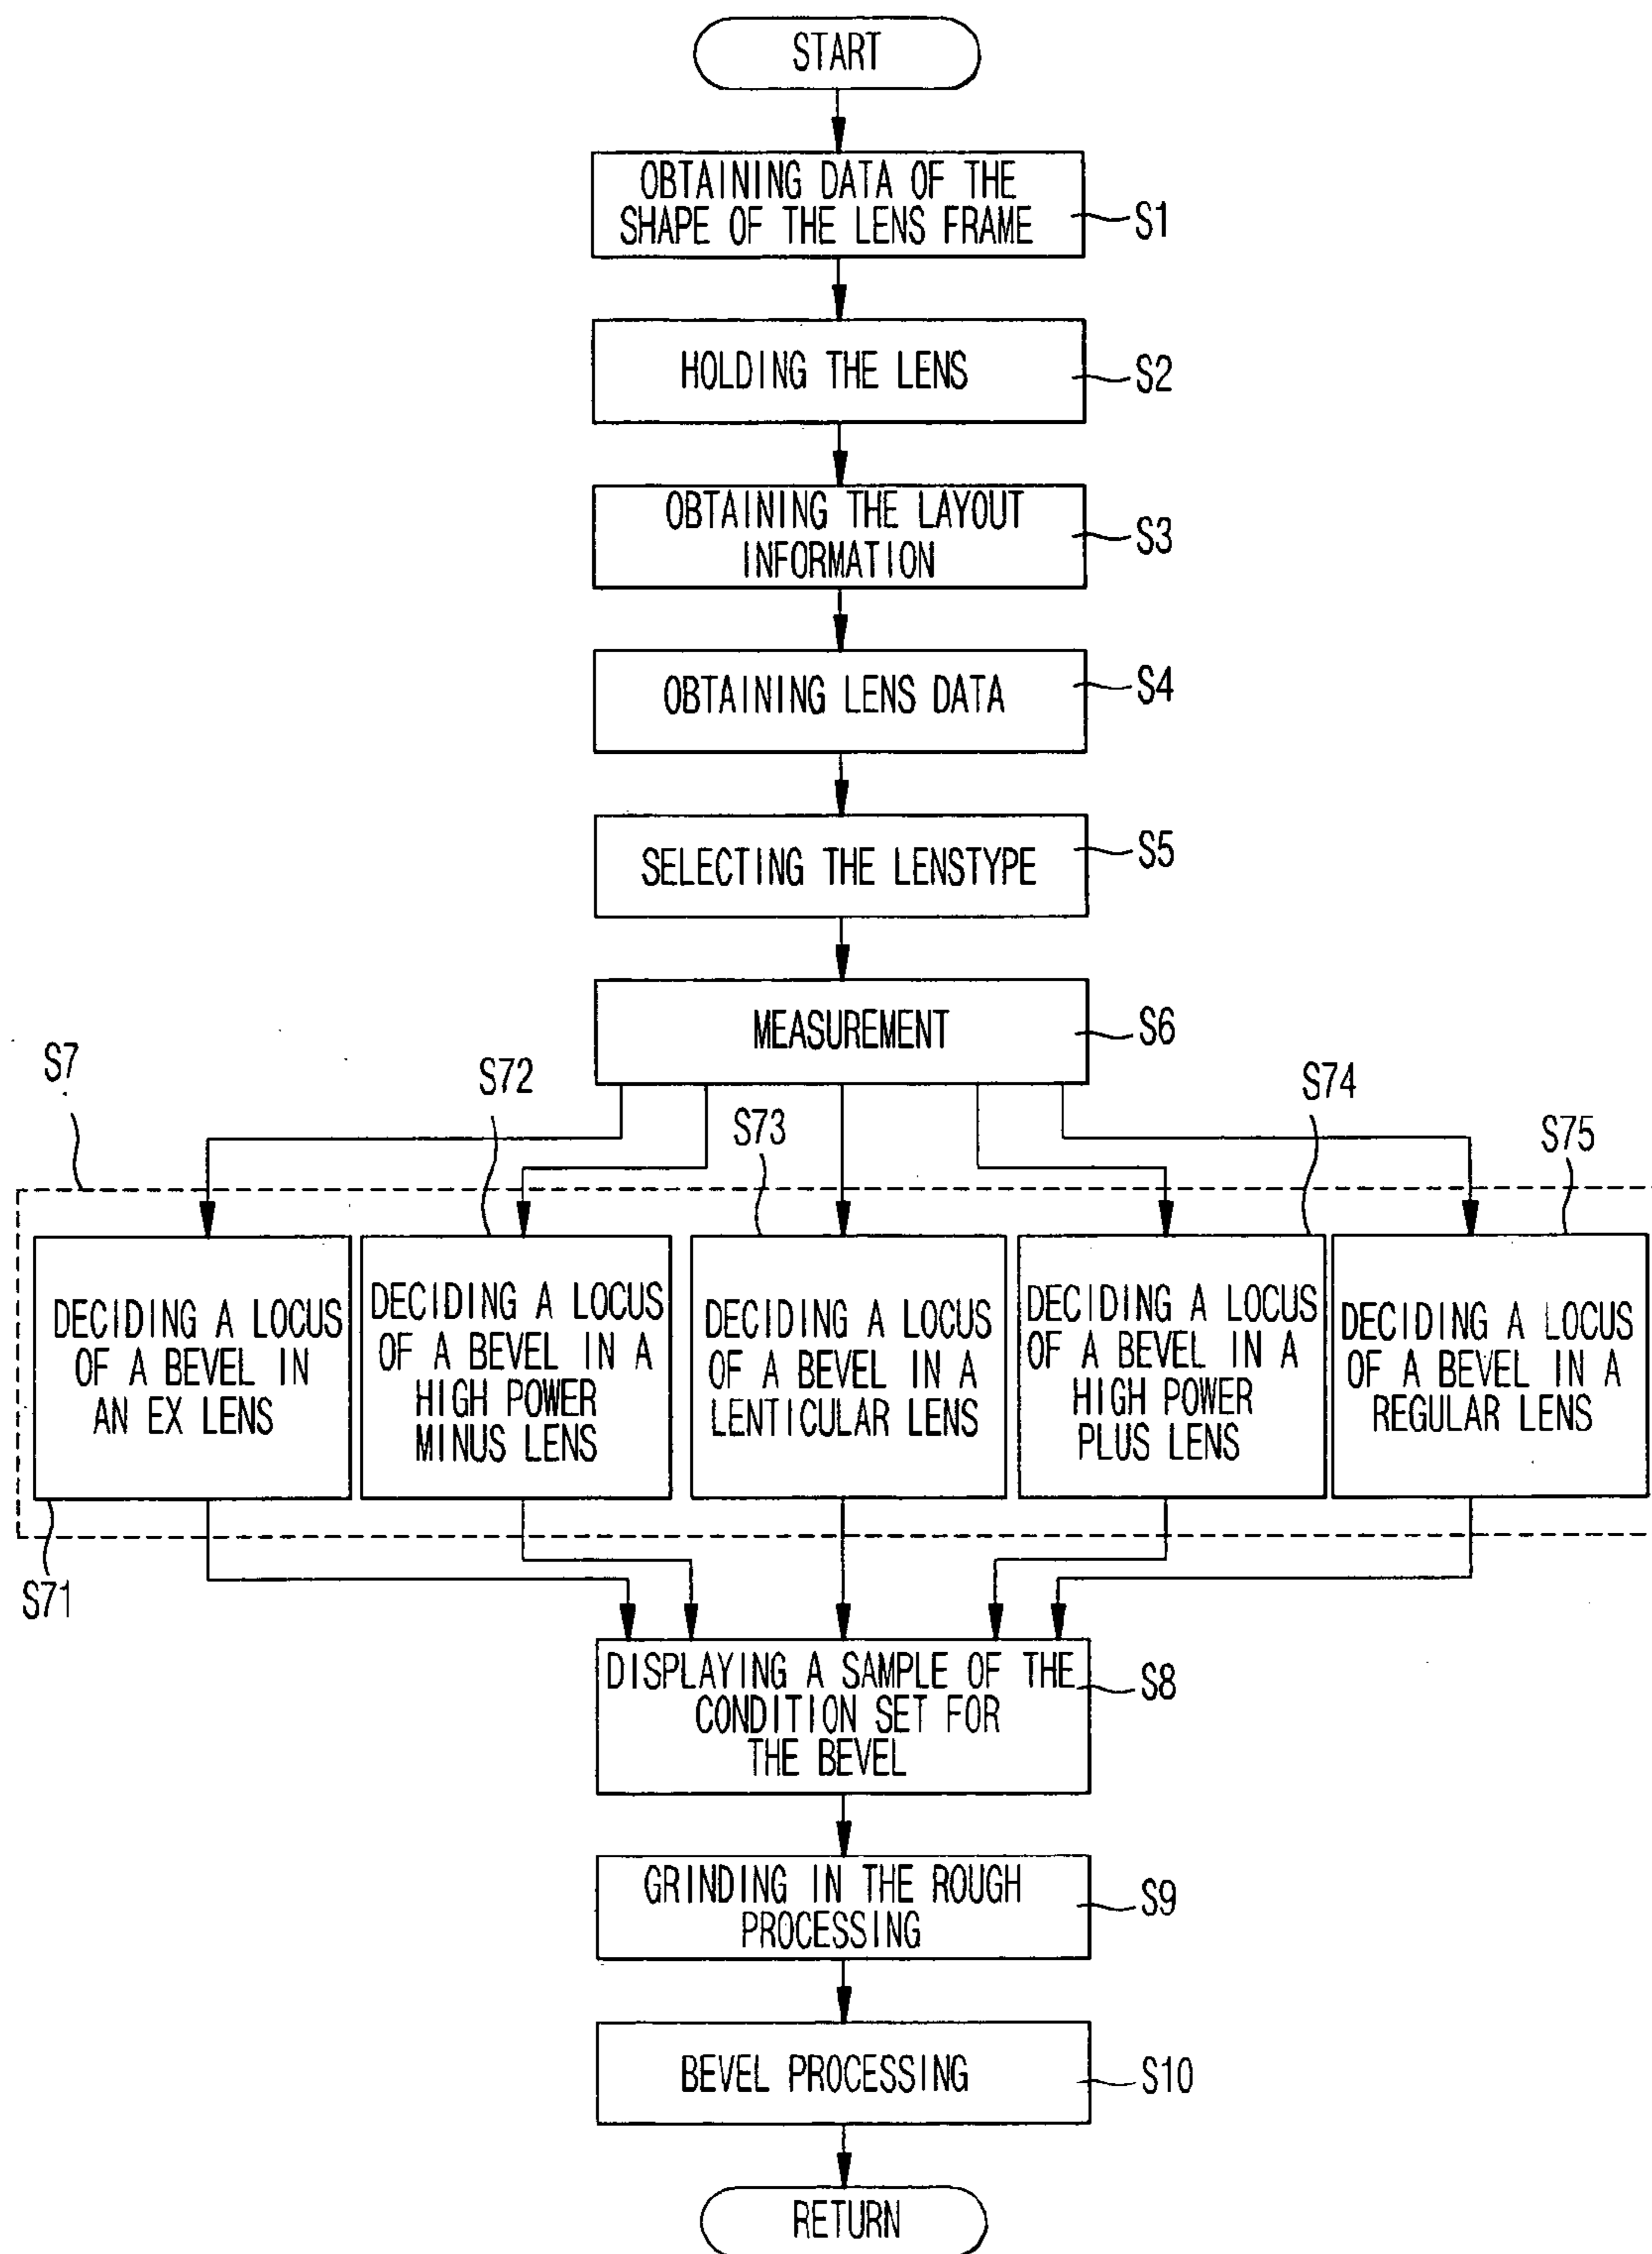 START
OBTAINING DATA OF THE
SHAPE OF THE LENS FRAME
S1
HOLDING THE LENS
S2
OBTAINING THE LAYOUT
INFORMATION
S3
OBTAINING LENS DATA
S4
SELECTING THE LENSTYPE
S5
MEASUREMENT
S6
S7
S72
S73
S74
S75
DECIDING A LOCUS
OF A BEVEL IN
AN EX LENS
DECIDING A LOCUS
OF A BEVEL IN A
HIGH POWER
MINUS LENS
DECIDING A LOCUS
OF A BEVEL IN A
LENTICULAR LENS
DECIDING A LOCUS
OF A BEVEL IN A
HIGH POWER
PLUS LENS
DECIDING A LOCUS
OF A BEVEL IN A
REGULAR LENS
S71
DISPLAYING A SAMPLE OF THE
CONDITION SET FOR
THE BEVEL
S8
GRINDING IN THE ROUGH
PROCESSING
S9
BEVEL PROCESSING
S10
RETURN